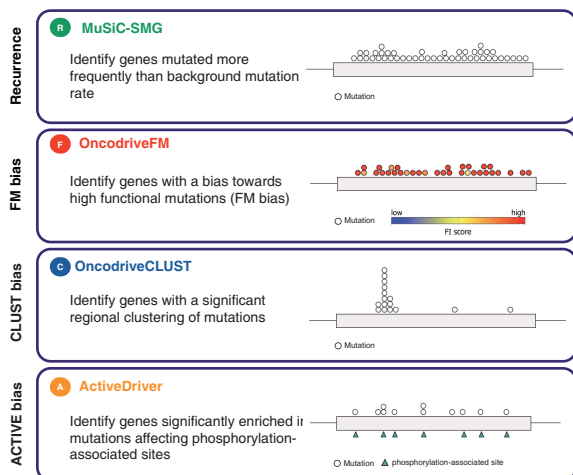 Recurrence
R MuSiC-SMG
Identify genes mutated more
frequently than background mutation
rate
Mutation
FM bias
F OncodriveFM
Identify genes with a bias towards
high functional mutations (FM bias)
Mutation
low high
FI score
CLUST bias
C OncodriveCLUST
Identify genes with a significant
regional clustering of mutations
Mutation
ACTIVE bias
A ActiveDriver
Identify genes significantly enriched in
mutations affecting phosphorylation-
associated sites
Mutation phosphorylation-associated site